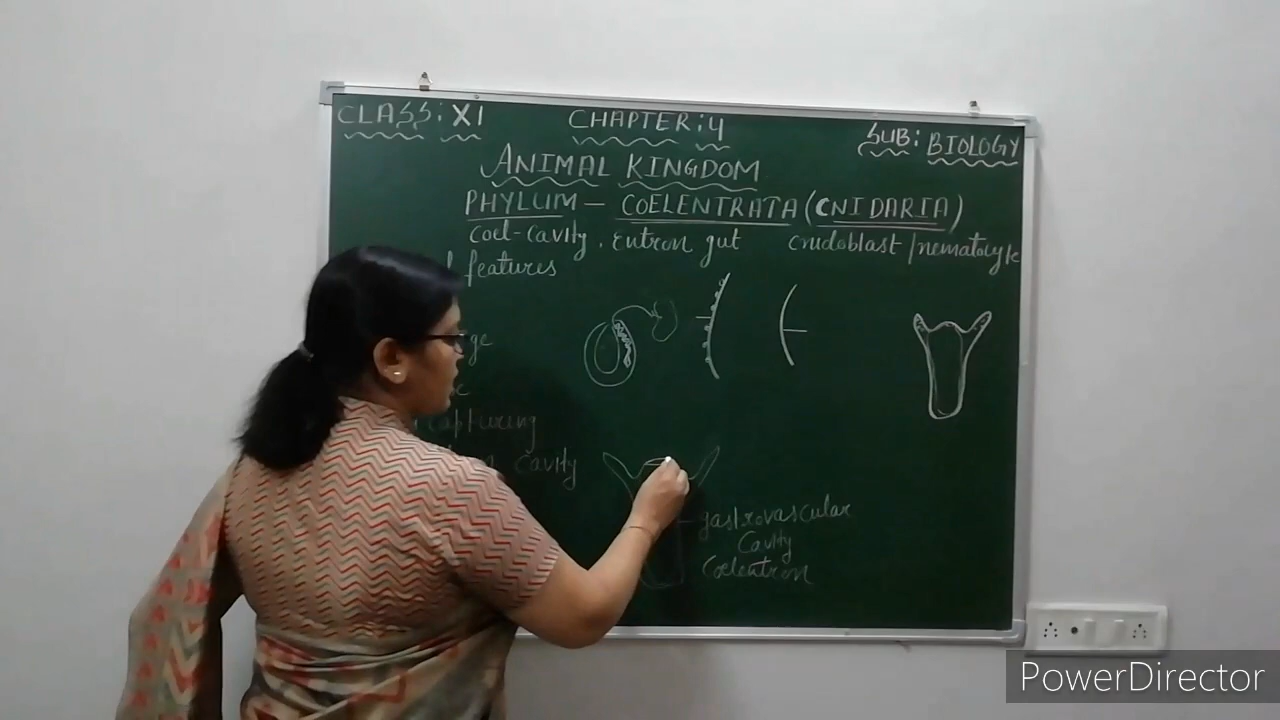 CLASS: XI
CHAPTER: 4
SUB: BIOLOGY
ANIMAL KINGDOM
PHYLUM - COELENTRATA (CNIDARIA)
coel-cavity, entron gut cnidoblast/nematocyte
features
capturing
cavity
gastrovascular
Cavity
Coelentron
PowerDirector